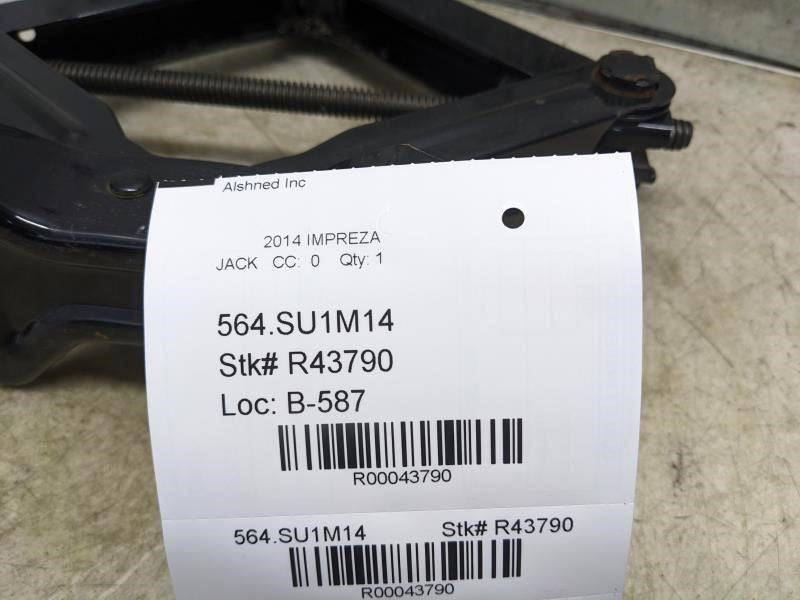 Alshned Inc
2014 IMPREZA
JACK CC: 0 Qty: 1
564.SU1M14
Stk# R43790
Loc: B-587
R00043790
564.SU1M14 Stk# R43790
R00043790